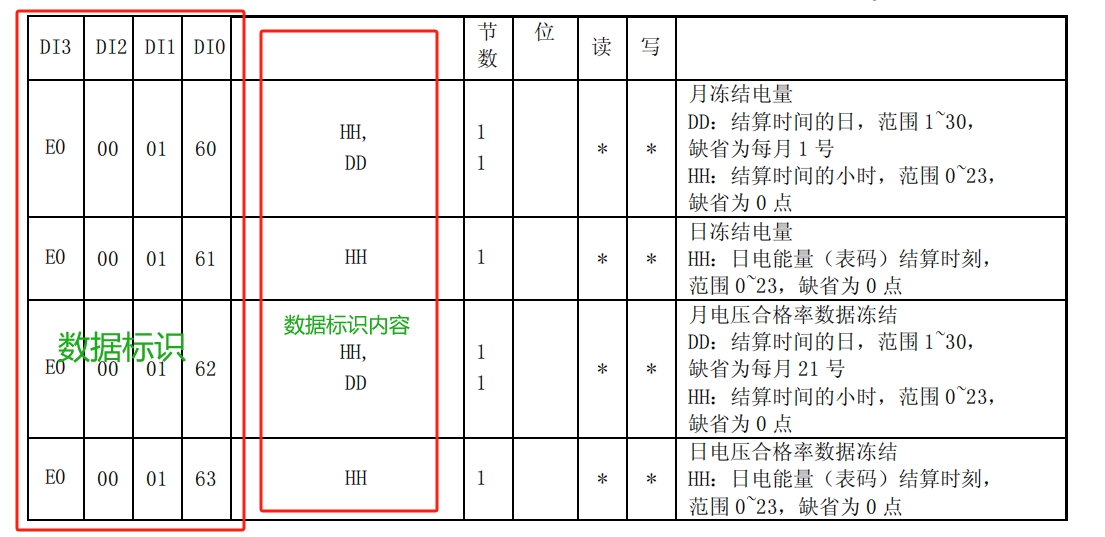 DI3 DI2 DI1 DI0 节数 位 读 写
E0 00 01 60 HH, DD 1 1 * * 月冻结电量
DD：结算时间的日，范围 1~30，
缺省为每月 1 号
HH：结算时间的小时，范围 0~23，
缺省为 0 点
E0 00 01 61 HH 1 * * 日冻结电量
HH：日电能量（表码）结算时刻，
范围 0~23，缺省为 0 点
数据标识
数据标识内容
E0 00 01 62 HH, DD 1 1 * * 月电压合格率数据冻结
DD：结算时间的日，范围 1~30，
缺省为每月 21 号
HH：结算时间的小时，范围 0~23，
缺省为 0 点
E0 00 01 63 HH 1 * * 日电压合格率数据冻结
HH：日电能量（表码）结算时刻，
范围 0~23，缺省为 0 点